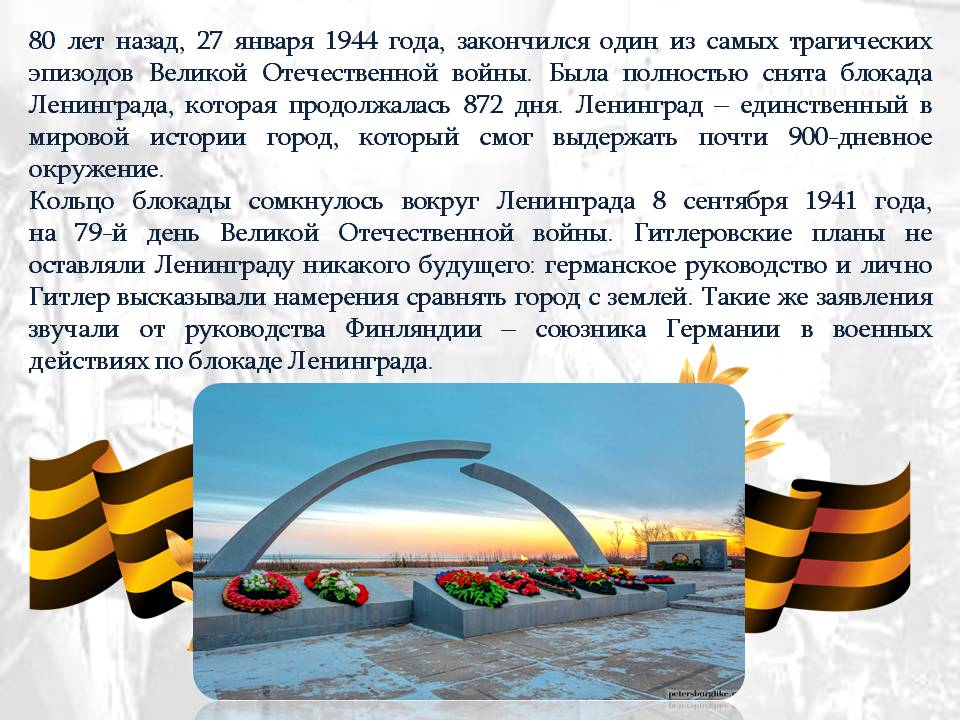 80 лет назад, 27 января 1944 года, закончился один из самых трагических
эпизодов Великой Отечественной войны. Была полностью снята блокада
Ленинграда, которая продолжалась 872 дня. Ленинград – единственный в
мировой истории город, который смог выдержать почти 900-дневное
окружение.
Кольцо блокады сомкнулось вокруг Ленинграда 8 сентября 1941 года,
на 79-й день Великой Отечественной войны. Гитлеровские планы не
оставляли Ленинграду никакого будущего: германское руководство и лично
Гитлер высказывали намерения сравнять город с землей. Такие же заявления
звучали от руководства Финляндии – союзника Германии в военных
действиях по блокаде Ленинграда.
petersburglike.r